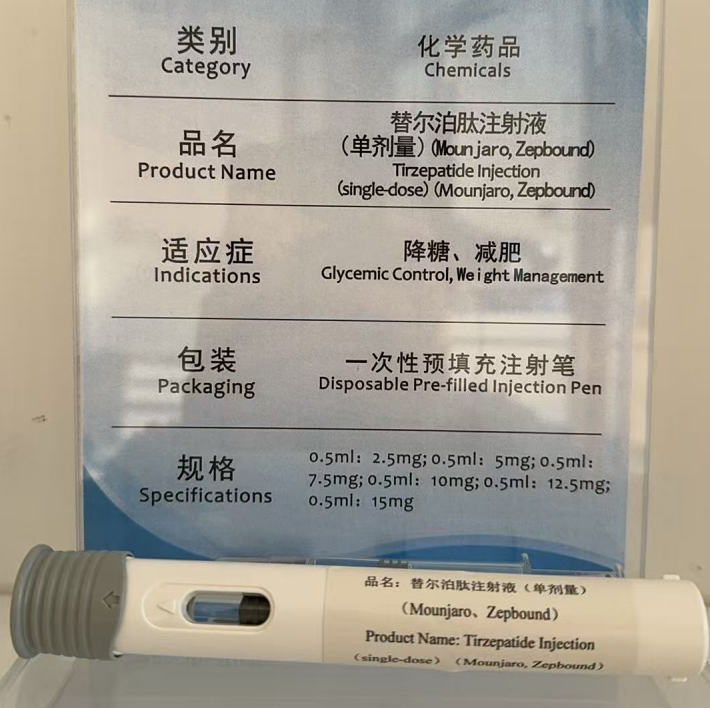 类别
Category
化学药品
Chemicals
品名
Product Name
替尔泊肽注射液
（单剂量）(Mounjaro, Zepbound)
Tirzepatide Injection
(single-dose) (Mounjaro, Zepbound)
适应症
Indications
降糖、减肥
Glycemic Control, Weight Management
包装
Packaging
一次性预填充注射笔
Disposable Pre-filled Injection Pen
规格
Specifications
0.5ml：2.5mg; 0.5ml：5mg; 0.5ml：
7.5mg; 0.5ml：10mg; 0.5ml：12.5mg;
0.5ml：15mg
品名：替尔泊肽注射液（单剂量）
（Mounjaro、Zepbound）
Product Name: Tirzepatide Injection
（single-dose）（Mounjaro, Zepbound）